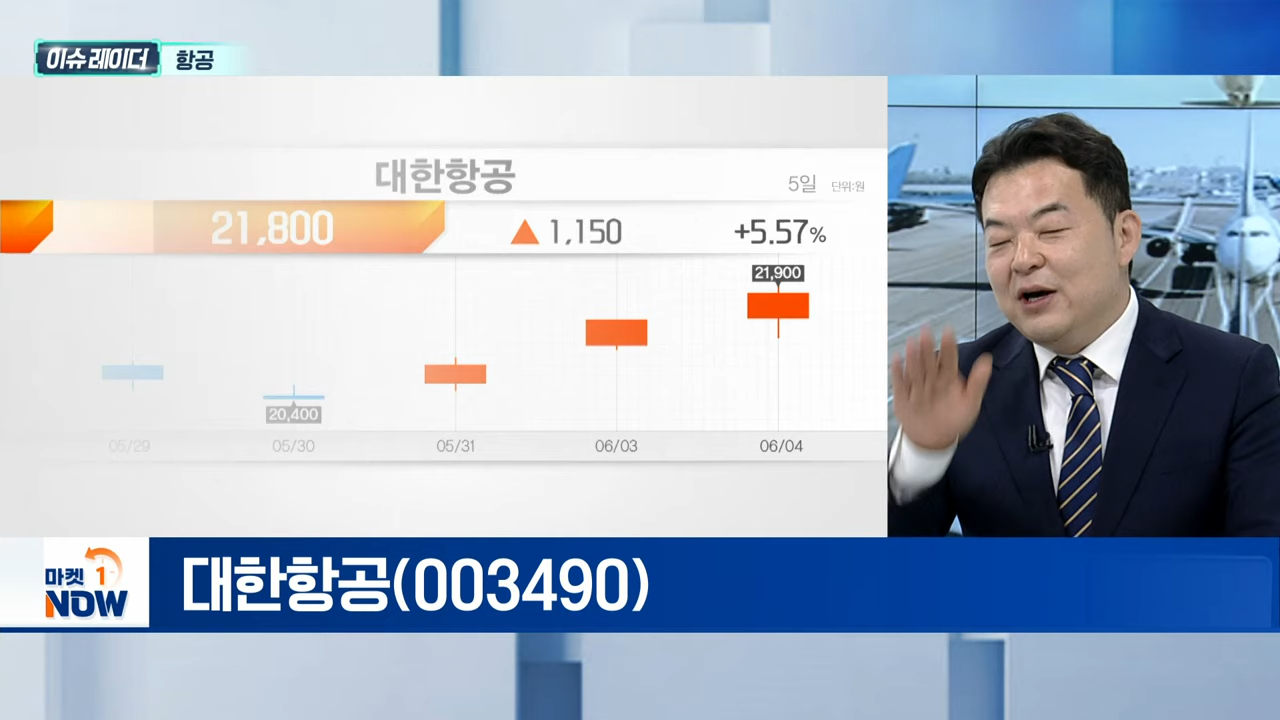 이슈 레이더 항공
대한항공
5일 단위:원
21,800 ▲ 1,150 +5.57%
21,900
20,400
05/29 05/30 05/31 06/03 06/04
마켓 1
NOW
대한항공(003490)